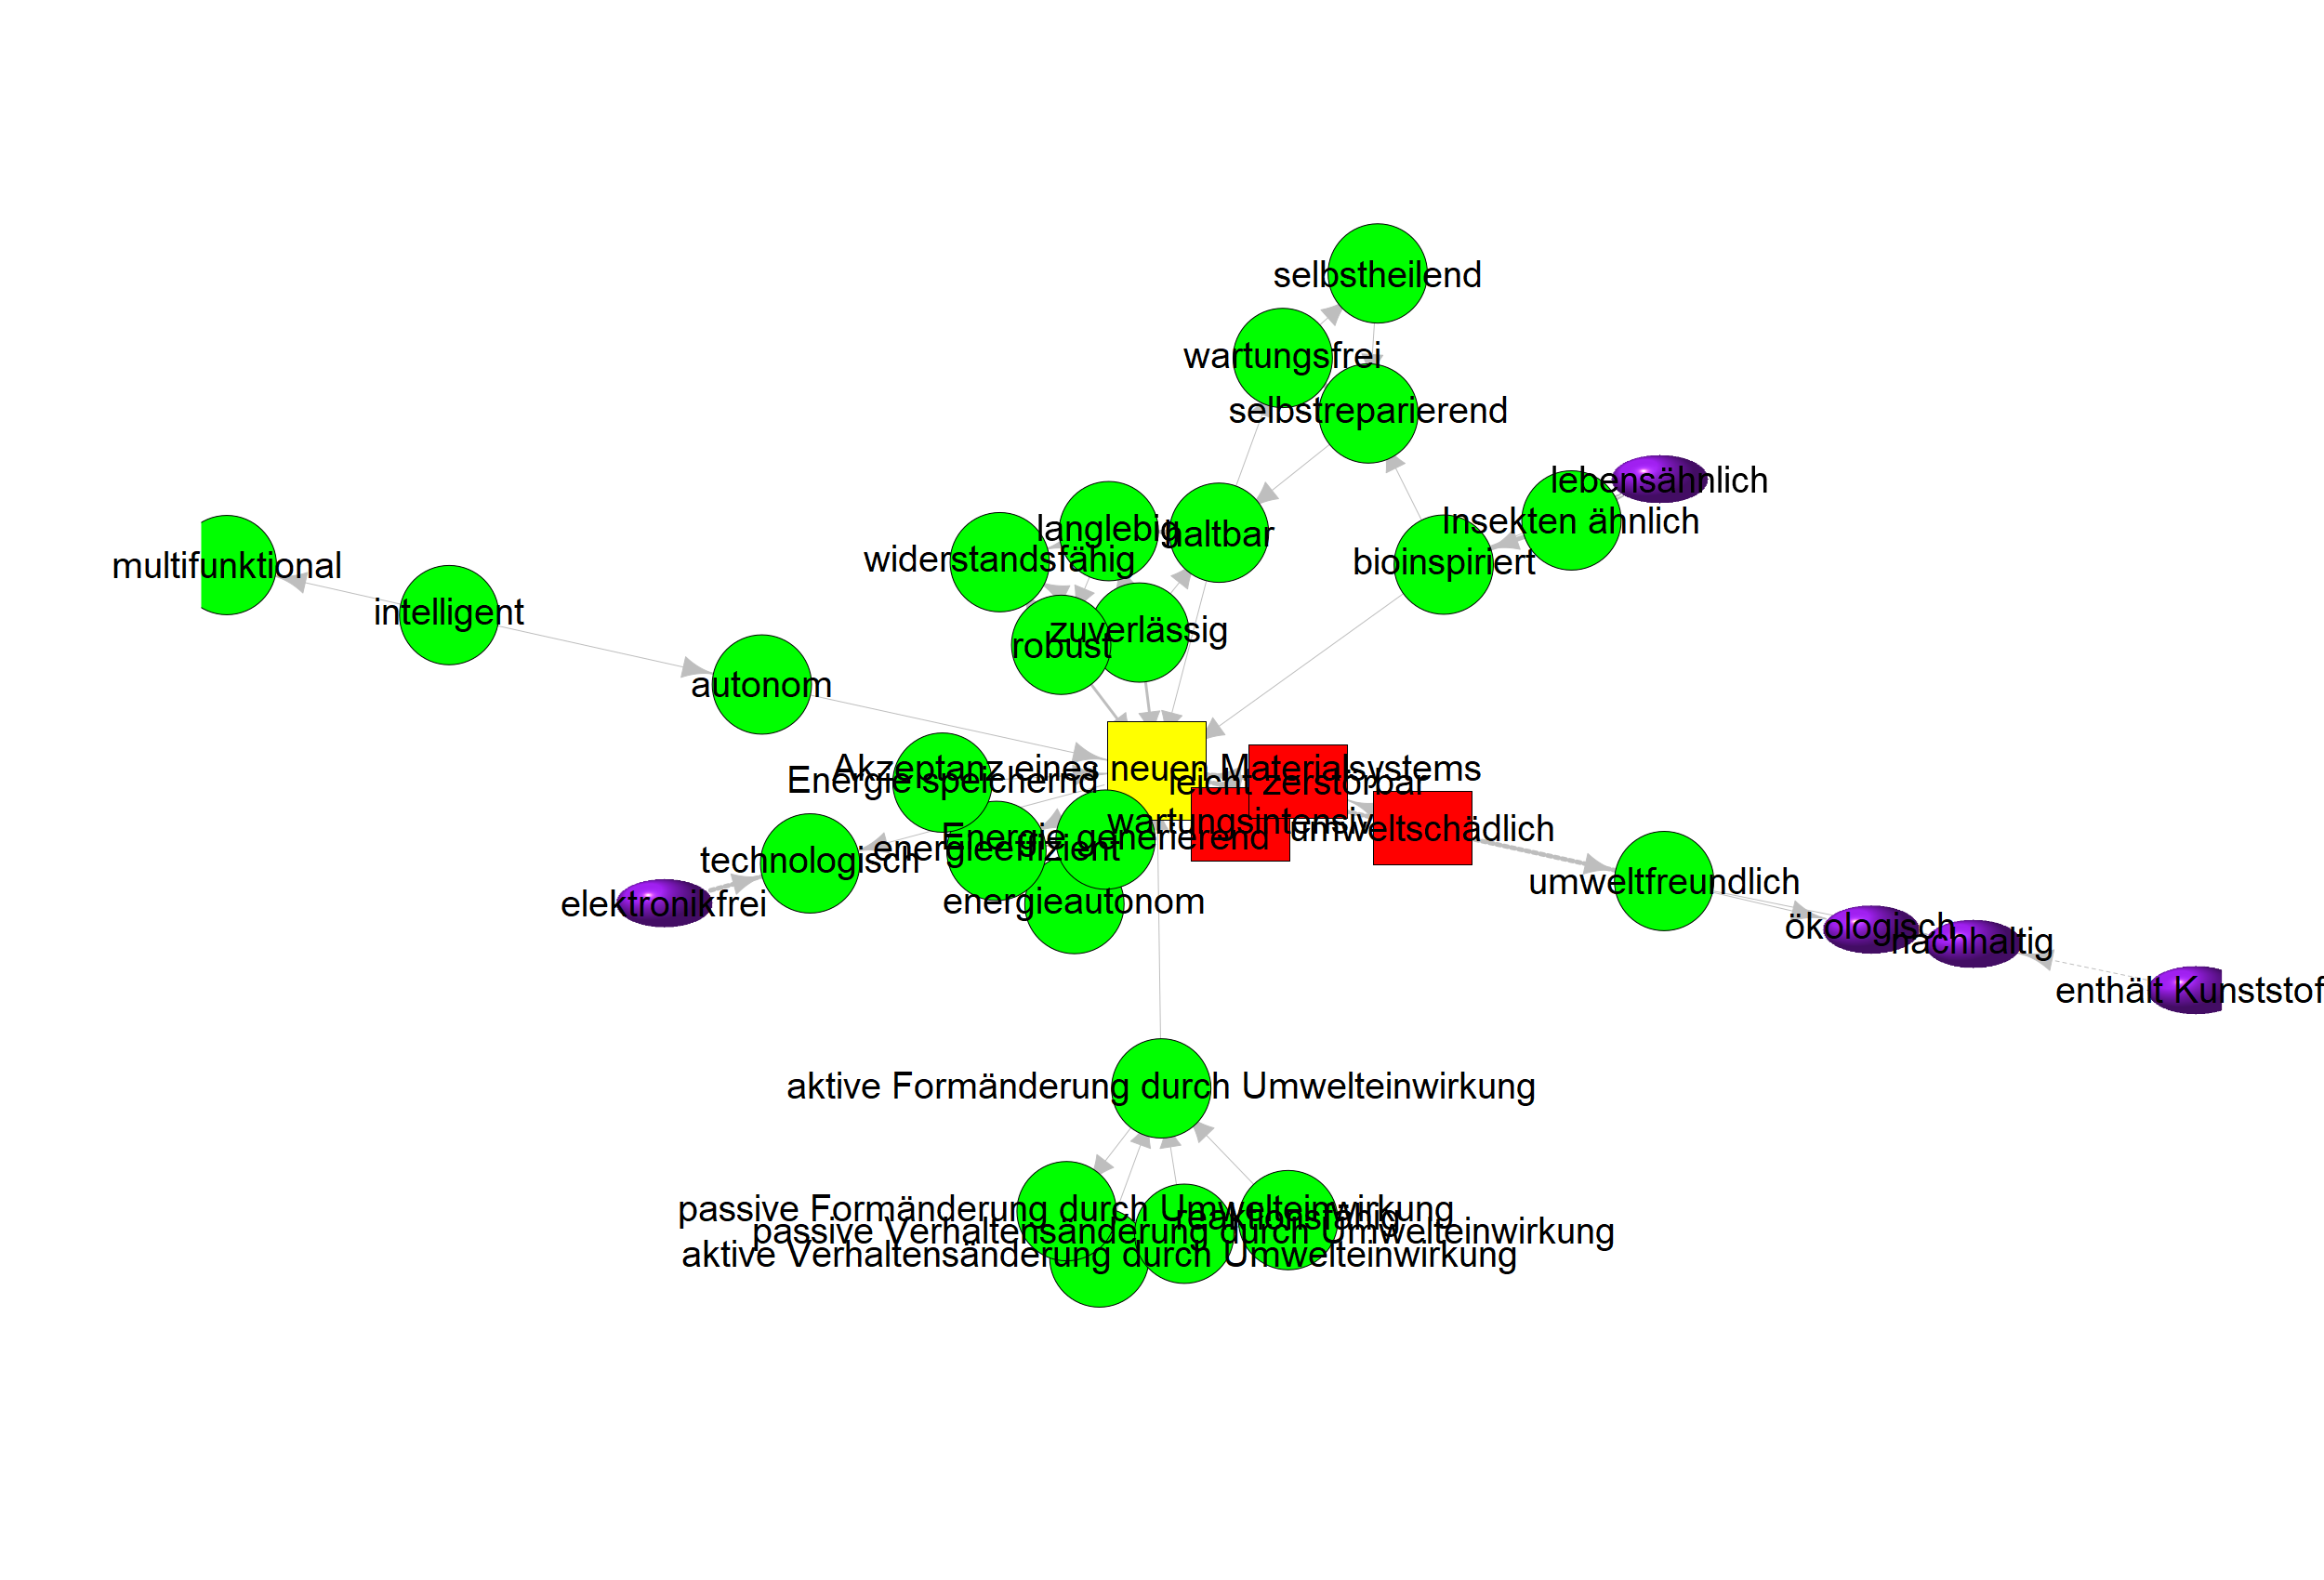 selbstheilend
wartungsfrei
selbstreparierend
lebensähnlich
Insekten ähnlich
langlebig
haltbar
widerstandsfähig
bioinspiriert
multifunktional
intelligent
zuverlässig
robust
autonom
Akzeptanz eines neuen Materialsystems
Energie speichernd
leicht zerstörbar
wartungsintensiv
umweltschädlich
Energie generierend
energieeffizient
technologisch
umweltfreundlich
elektronikfrei
energieautonom
ökologisch
nachhaltig
enthält Kunststof
aktive Formänderung durch Umwelteinwirkung
passive Formänderung durch Umwelteinwirkung
reaktionsfähig
passive Verhaltensänderung durch Umwelteinwirkung
aktive Verhaltensänderung durch Umwelteinwirkung